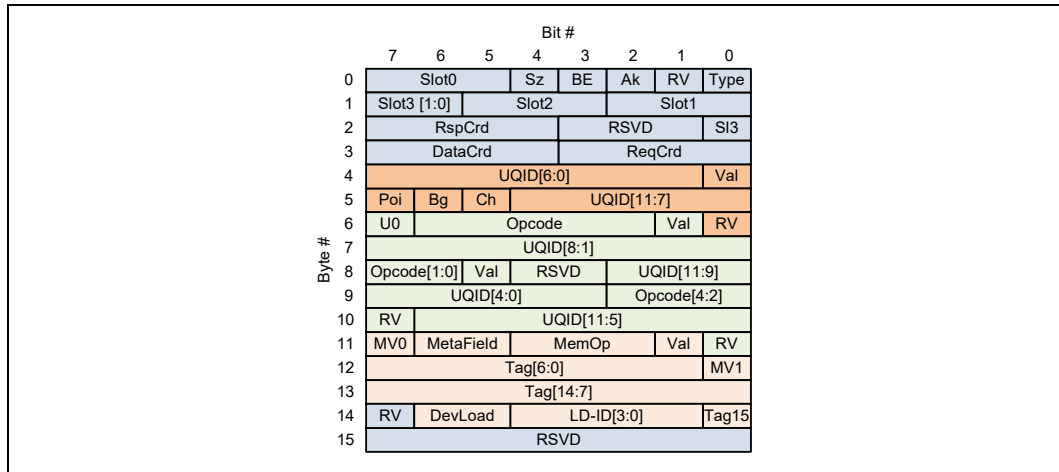 Bit #
7 6 5 4 3 2 1 0
Byte #
0 Slot0 Sz BE Ak RV Type
1 Slot3 [1:0] Slot2 Slot1
2 RspCrd RSVD Sl3
3 DataCrd ReqCrd
4 UQID[6:0] Val
5 Poi Bg Ch UQID[11:7]
6 U0 Opcode Val RV
7 UQID[8:1]
8 Opcode[1:0] Val RSVD UQID[11:9]
9 UQID[4:0] Opcode[4:2]
10 RV UQID[11:5]
11 MV0 MetaField MemOp Val RV
12 Tag[6:0] MV1
13 Tag[14:7]
14 RV DevLoad LD-ID[3:0] Tag15
15 RSVD